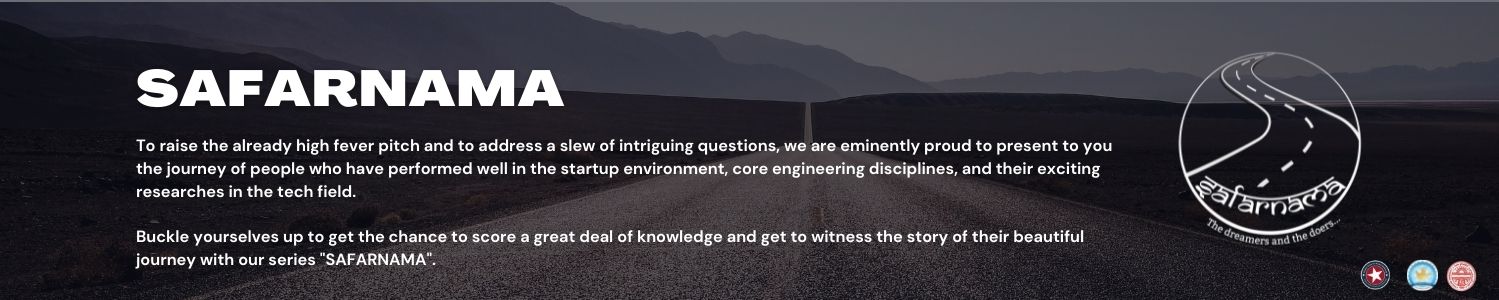 SAFARNAMA
To raise the already high fever pitch and to address a slew of intriguing questions, we are eminently proud to present to you
the journey of people who have performed well in the startup environment, core engineering disciplines, and their exciting
researches in the tech field.
Buckle yourselves up to get the chance to score a great deal of knowledge and get to witness the story of their beautiful
journey with our series "SAFARNAMA".
safarnama
The dreamers and the doers...